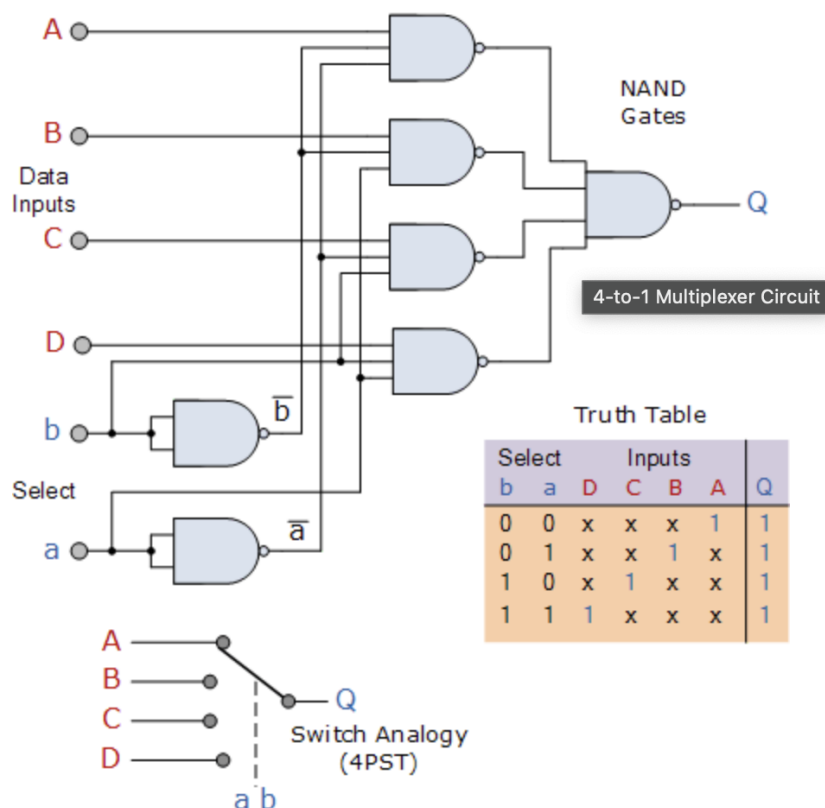 A
NAND
Gates
B
Data
Inputs
Q
C
4-to-1 Multiplexer Circuit
D
b
b̅
Truth Table
Select Inputs
b a D C B A Q
0 0 x x x 1 1
0 1 x x 1 x 1
1 0 x 1 x x 1
1 1 1 x x x 1
Select
a
a̅
A
B
Q
C
Switch Analogy
(4PST)
D
a b